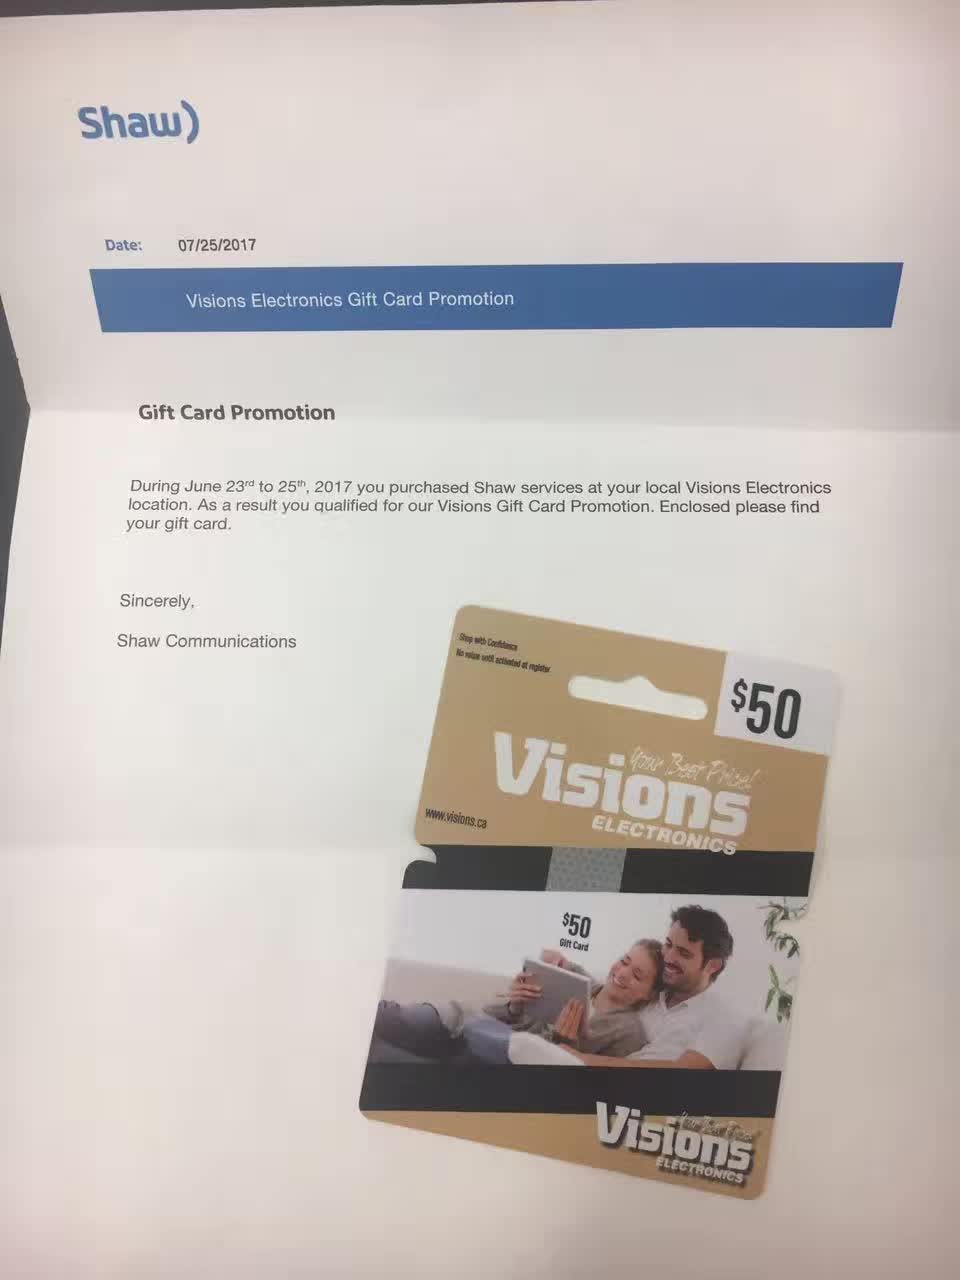 Shaw)
Date: 07/25/2017
Visions Electronics Gift Card Promotion
Gift Card Promotion
During June 23rd to 25th, 2017 you purchased Shaw services at your local Visions Electronics
location. As a result you qualified for our Visions Gift Card Promotion. Enclosed please find
your gift card.
Sincerely,
Shaw Communications
Shop with Confidence
No value until activated at register
$50
Your Best Price!
Visions
ELECTRONICS
www.visions.ca
$50
Gift Card
Your Best Price!
Visions
ELECTRONICS